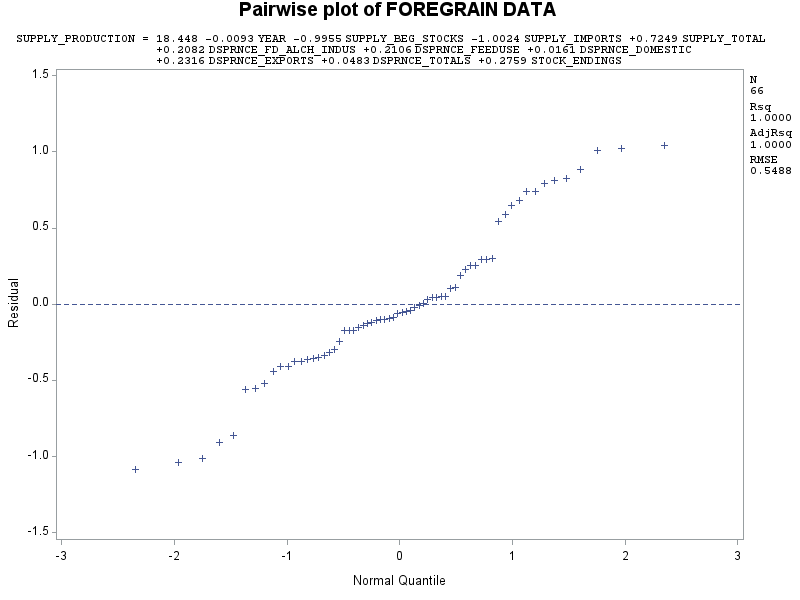 Pairwise plot of FOREGRAIN DATA
SUPPLY_PRODUCTION = 18.448 -0.0093 YEAR -0.9955 SUPPLY_BEG_STOCKS -1.0024 SUPPLY_IMPORTS +0.7249 SUPPLY_TOTAL
+0.2082 DSPRNCE_FD_ALCH_INDUS +0.2106 DSPRNCE_FEEDUSE +0.0161 DSPRNCE_DOMESTIC
+0.2316 DSPRNCE_EXPORTS +0.0483 DSPRNCE_TOTALS +0.2759 STOCK_ENDINGS
1.5
1.0
0.5
0.0
-0.5
-1.0
-1.5
Residual
-3
-2
-1
0
1
2
3
Normal Quantile
N
66
Rsq
1.0000
AdjRsq
1.0000
RMSE
0.5488